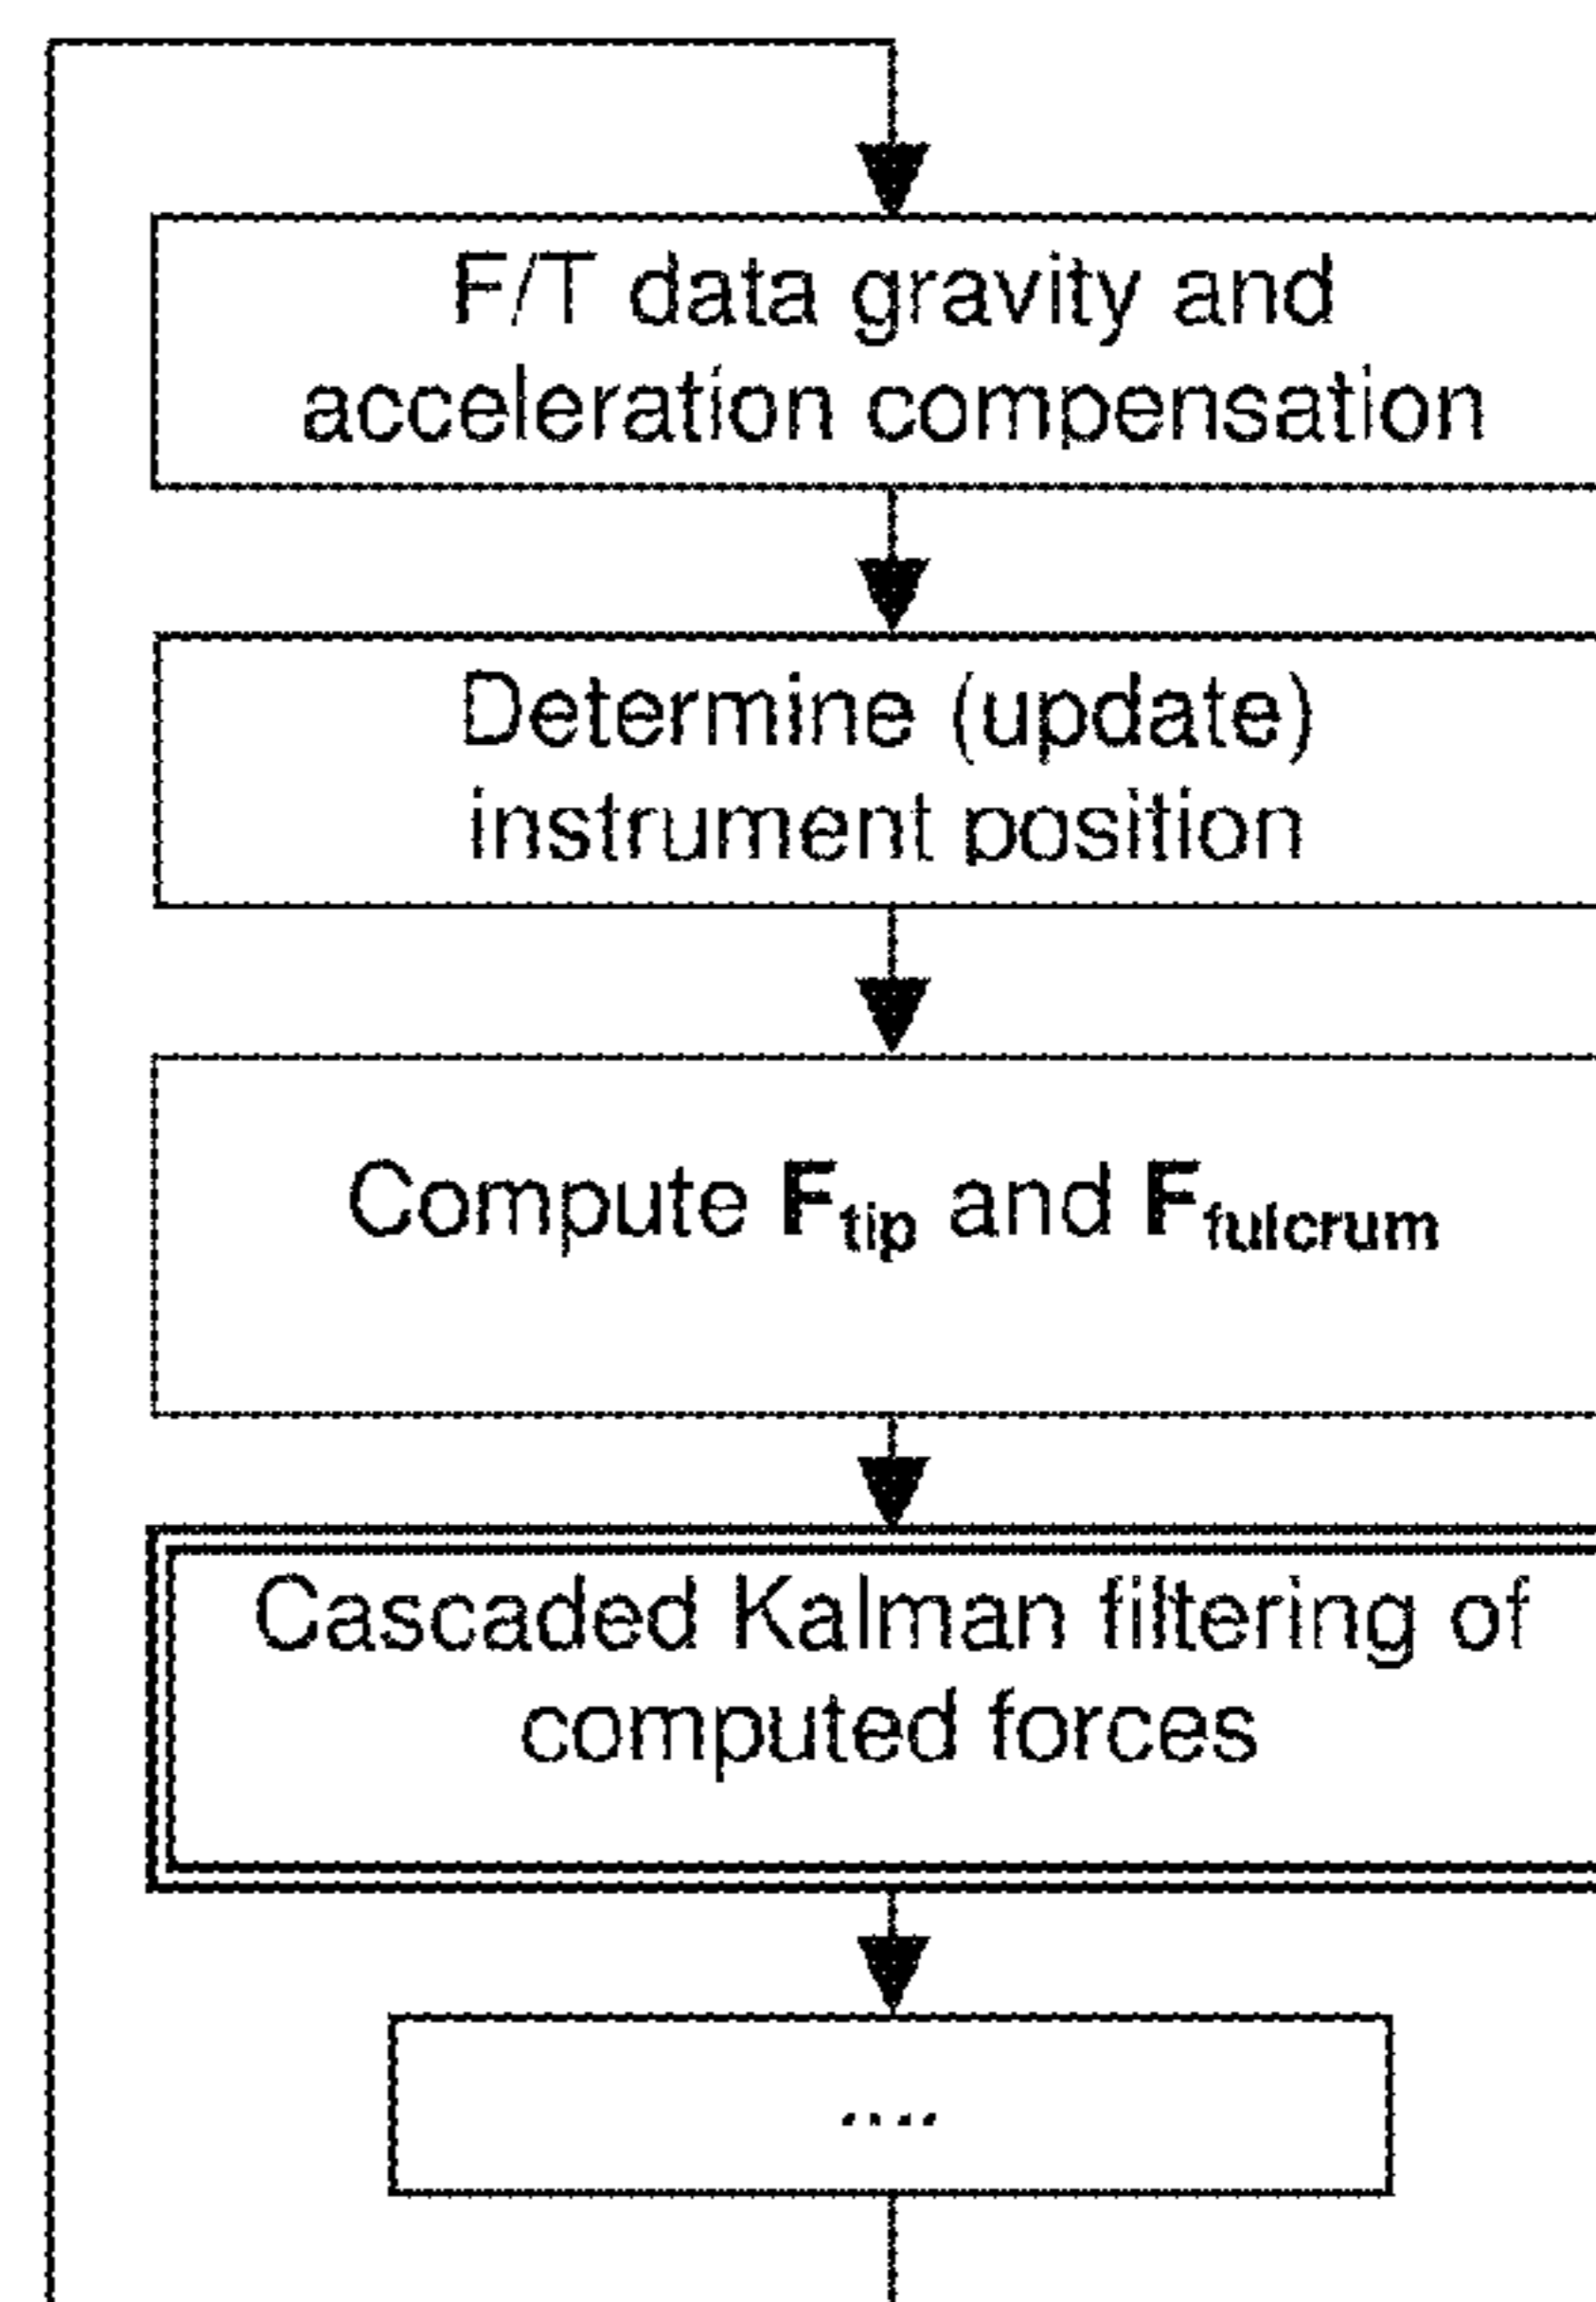 F/T data gravity and
acceleration compensation
Determine (update)
instrument position
Compute Ftip and Ffulcrum
Cascaded Kalman filtering of
computed forces
....